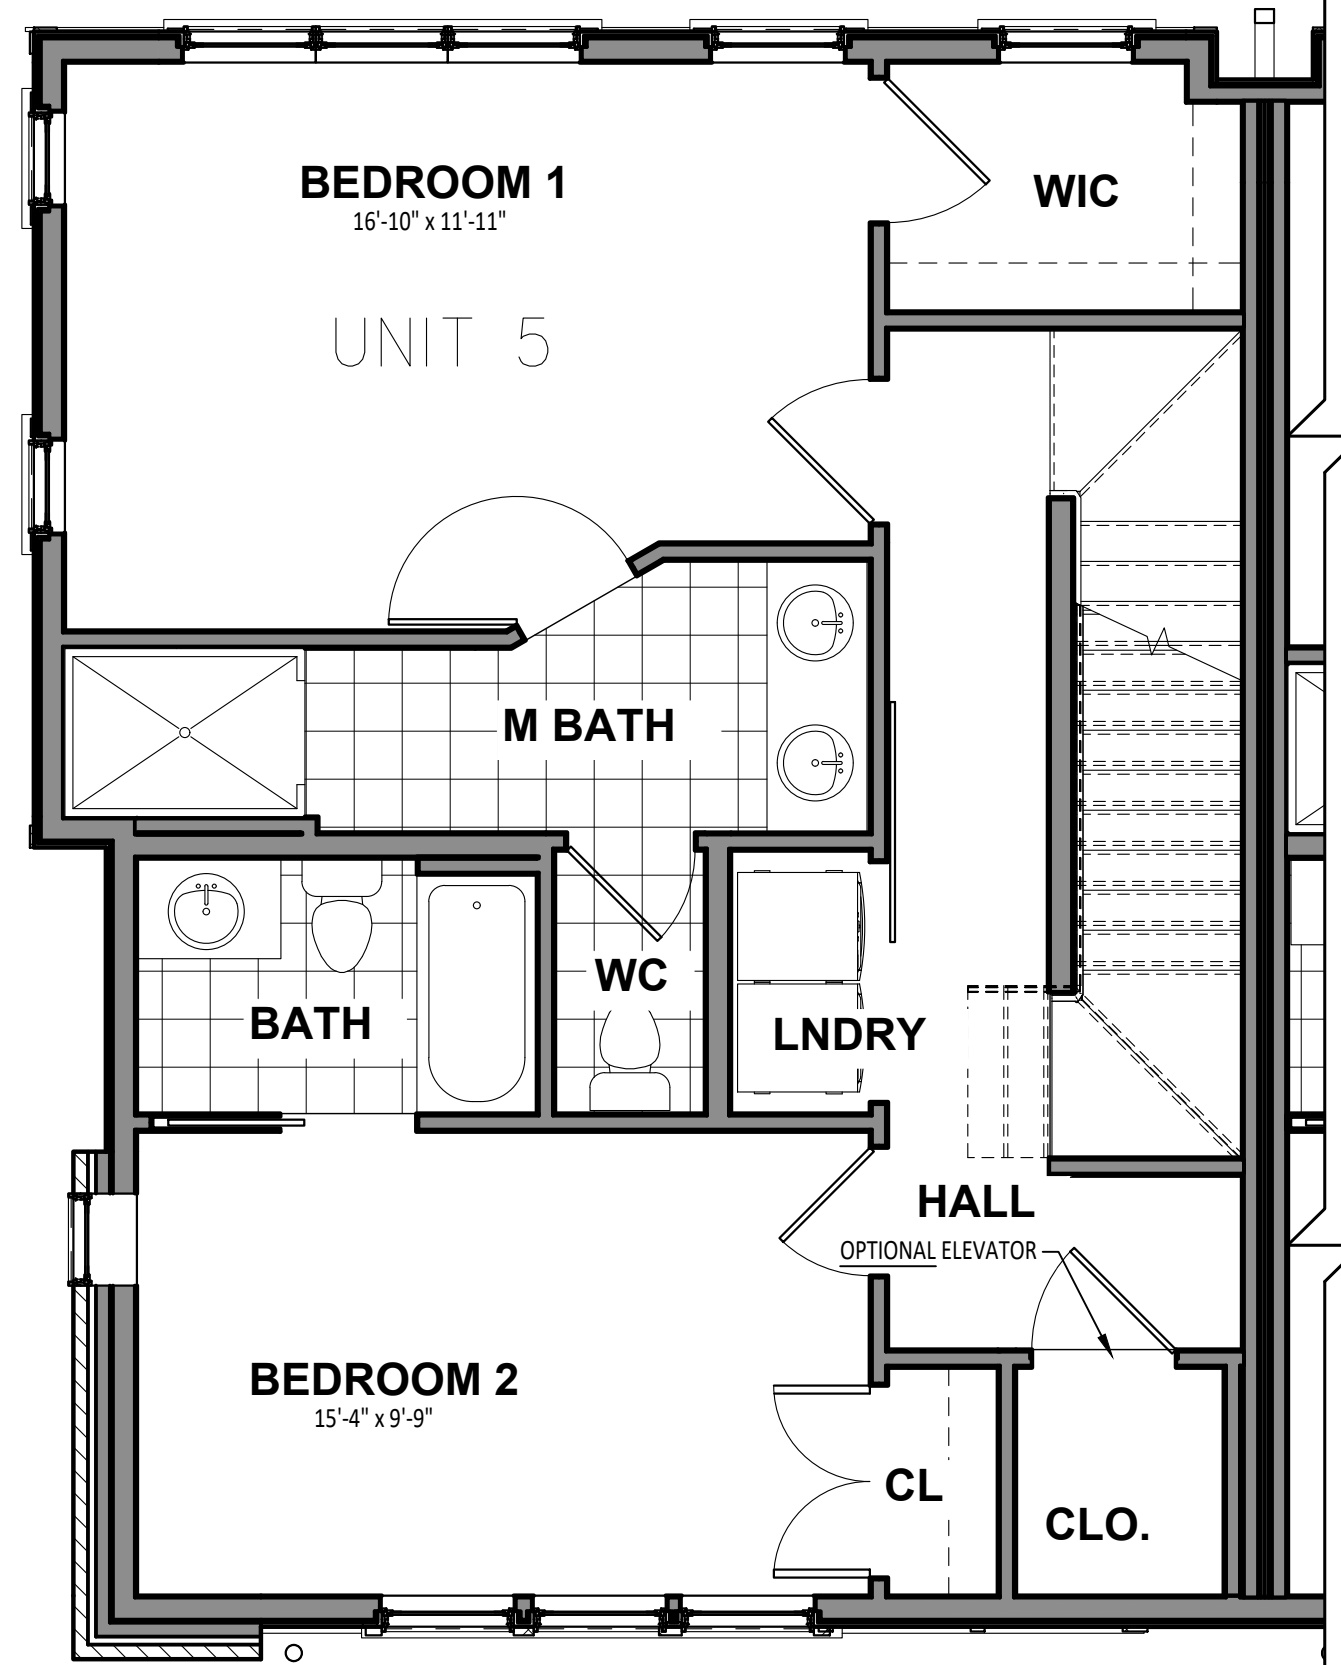 BEDROOM 1
16'-10" x 11'-11"
WIC
UNIT 5
M BATH
WC
BATH
LNDRY
HALL
OPTIONAL ELEVATOR
BEDROOM 2
15'-4" x 9'-9"
CL
CLO.